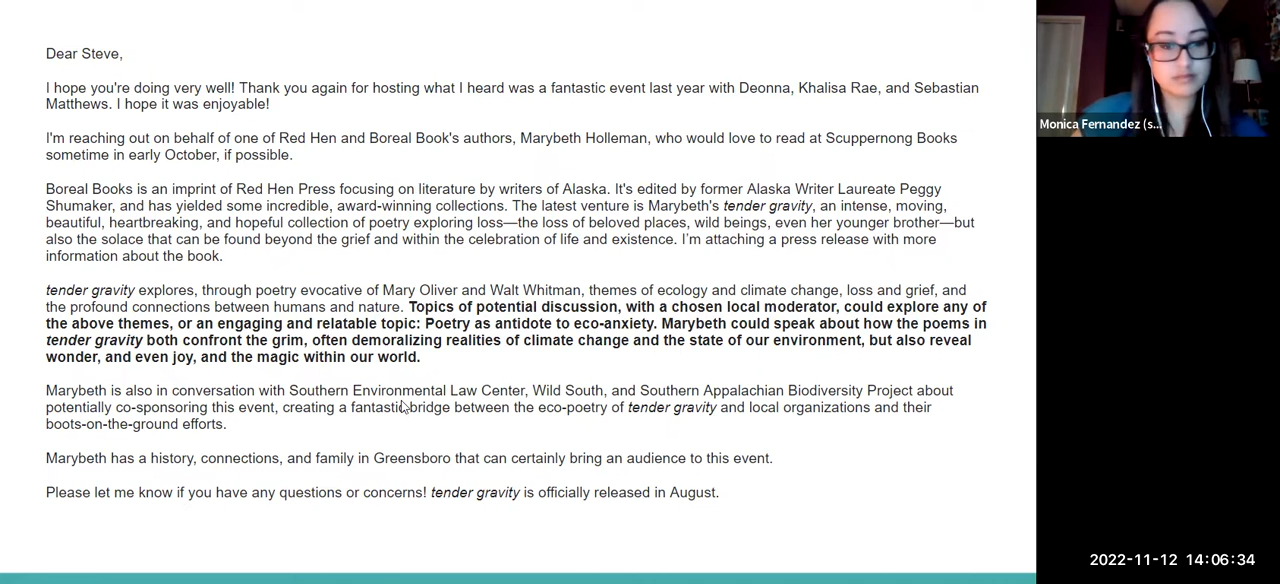 Dear Steve,
I hope you're doing very well! Thank you again for hosting what I heard was a fantastic event last year with Deonna, Khalisa Rae, and Sebastian
Matthews. I hope it was enjoyable!
I'm reaching out on behalf of one of Red Hen and Boreal Book's authors, Marybeth Holleman, who would love to read at Scuppernong Books
sometime in early October, if possible.
Boreal Books is an imprint of Red Hen Press focusing on literature by writers of Alaska. It's edited by former Alaska Writer Laureate Peggy
Shumaker, and has yielded some incredible, award-winning collections. The latest venture is Marybeth's tender gravity, an intense, moving,
beautiful, heartbreaking, and hopeful collection of poetry exploring loss—the loss of beloved places, wild beings, even her younger brother—but
also the solace that can be found beyond the grief and within the celebration of life and existence. I'm attaching a press release with more
information about the book.
tender gravity explores, through poetry evocative of Mary Oliver and Walt Whitman, themes of ecology and climate change, loss and grief, and
the profound connections between humans and nature. Topics of potential discussion, with a chosen local moderator, could explore any of
the above themes, or an engaging and relatable topic: Poetry as antidote to eco-anxiety. Marybeth could speak about how the poems in
tender gravity both confront the grim, often demoralizing realities of climate change and the state of our environment, but also reveal
wonder, and even joy, and the magic within our world.
Marybeth is also in conversation with Southern Environmental Law Center, Wild South, and Southern Appalachian Biodiversity Project about
potentially co-sponsoring this event, creating a fantastic bridge between the eco-poetry of tender gravity and local organizations and their
boots-on-the-ground efforts.
Marybeth has a history, connections, and family in Greensboro that can certainly bring an audience to this event.
Please let me know if you have any questions or concerns! tender gravity is officially released in August.
Monica Fernandez (s...
2022-11-12 14:06:34